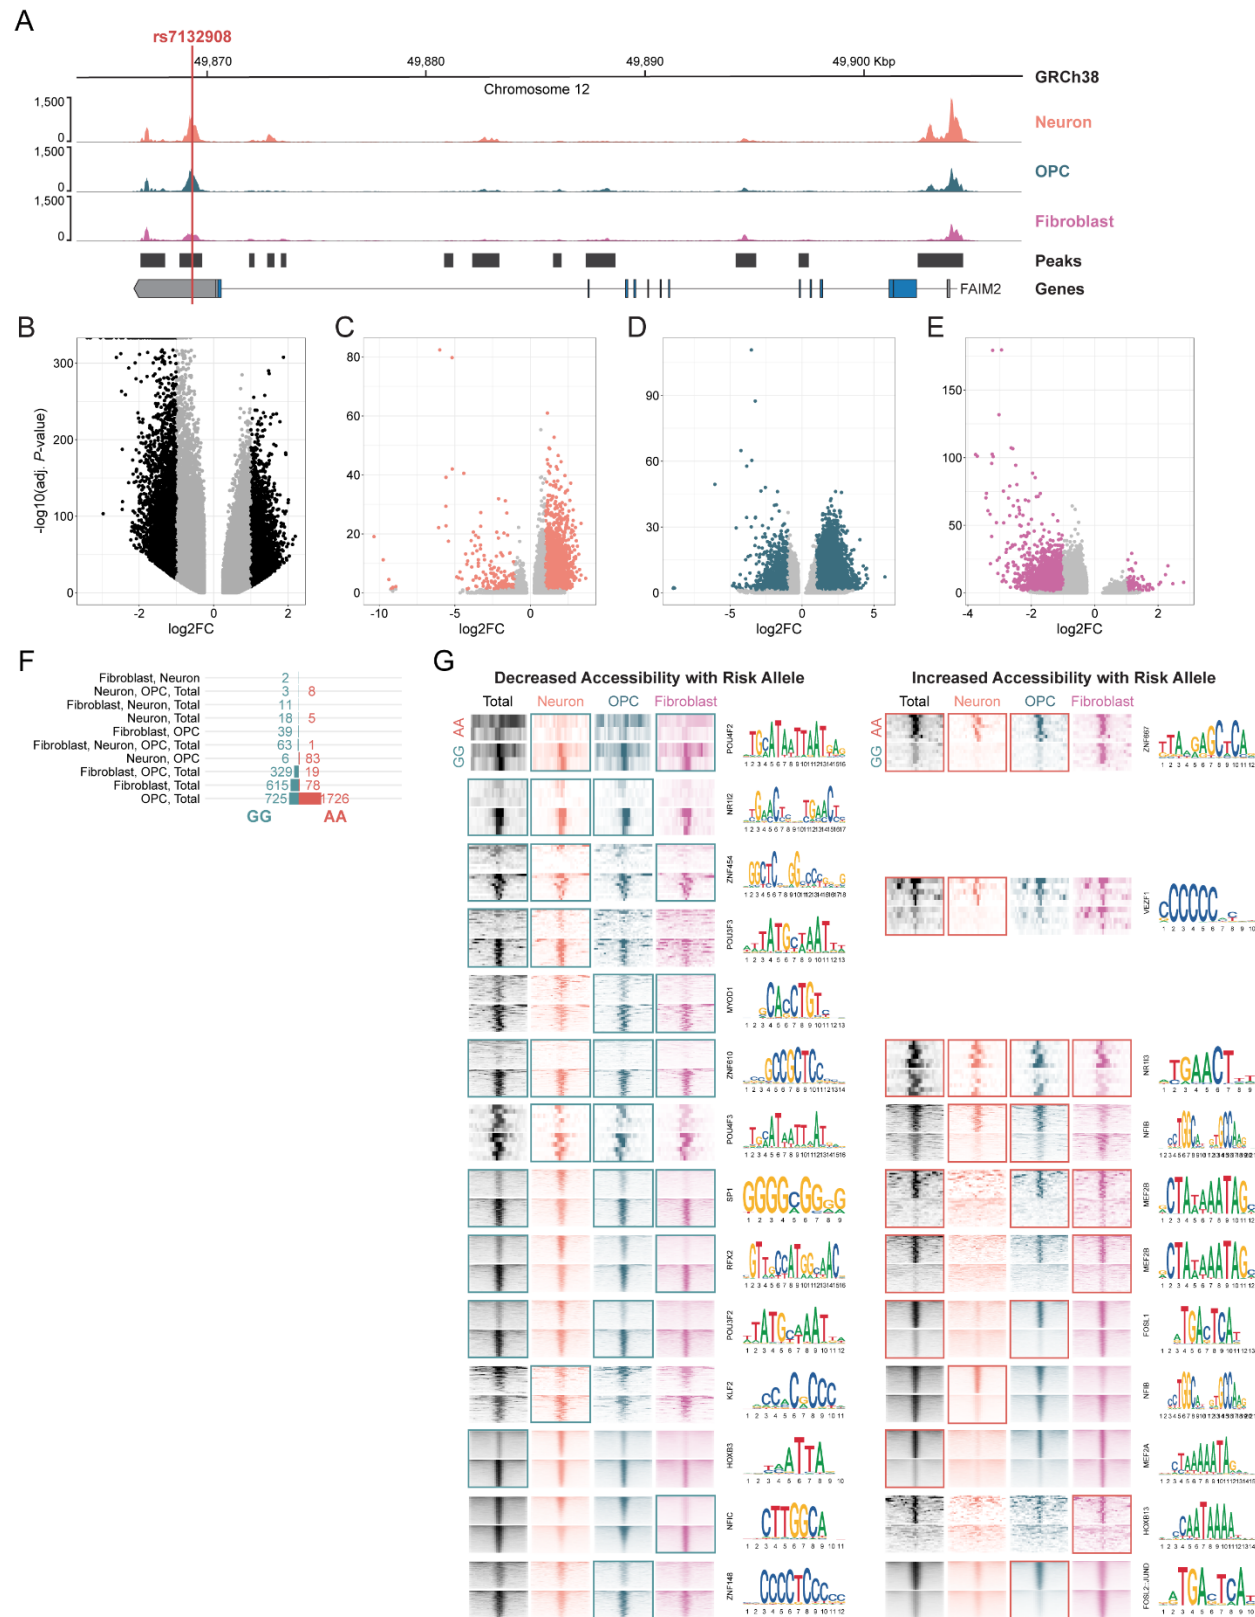 A
rs7132908
49,870
49,880
49,890
49,900 Kbp
GRCh38
Chromosome 12
1,500
0
Neuron
1,500
0
OPC
1,500
0
Fibroblast
Peaks
FAIM2
Genes
B
C
D
E
-log10(adj. P-value)
300
200
100
0
-2
0
2
log2FC
80
60
40
20
0
-10
-5
0
log2FC
90
60
30
0
-5
0
5
log2FC
150
100
50
0
-4
-2
0
2
log2FC
F
Fibroblast, Neuron 2
Neuron, OPC, Total 3 8
Fibroblast, Neuron, Total 11
Neuron, Total 18 5
Fibroblast, OPC 39
Fibroblast, Neuron, OPC, Total 63 1
Neuron, OPC 6 83
Fibroblast, OPC, Total 329 19
Fibroblast, Total 615 78
OPC, Total 725 1726
GG AA
G
Decreased Accessibility with Risk Allele
Total Neuron OPC Fibroblast
AA
GG
POU4F2
NR1I2
ZNF454
POU3F3
MYOD1
ZNF610
POU4F3
SP1
RFX2
POU3F2
KLF2
HOXB3
NFIC
ZNF148
Increased Accessibility with Risk Allele
Total Neuron OPC Fibroblast
AA
GG
ZNF667
VEZF1
NR1I3
NFIB
MEF2B
MEF2B
FOSL1
NFIB
MEF2A
HOXB13
FOSL2::JUND